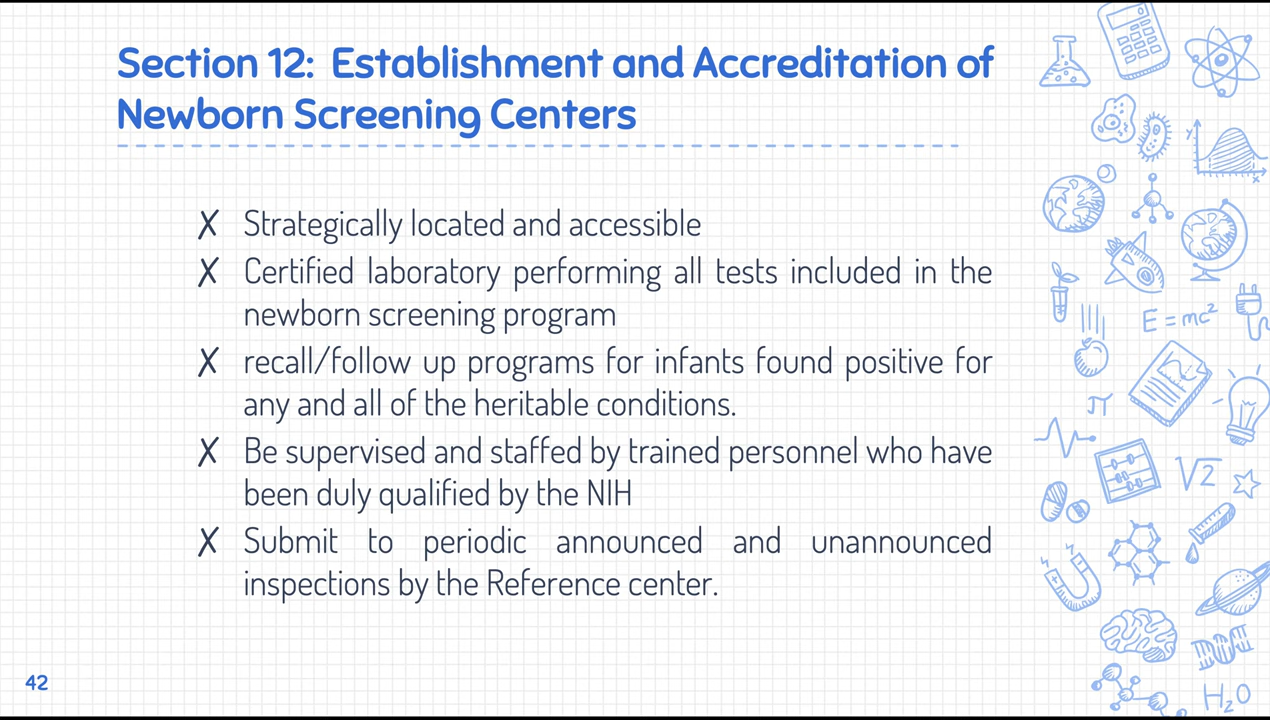 Section 12: Establishment and Accreditation of
Newborn Screening Centers
✗ Strategically located and accessible
✗ Certified laboratory performing all tests included in the
newborn screening program
✗ recall/follow up programs for infants found positive for
any and all of the heritable conditions.
✗ Be supervised and staffed by trained personnel who have
been duly qualified by the NIH
✗ Submit to periodic announced and unannounced
inspections by the Reference center.
42
y
x
E=mc²
π
√2
H₂O